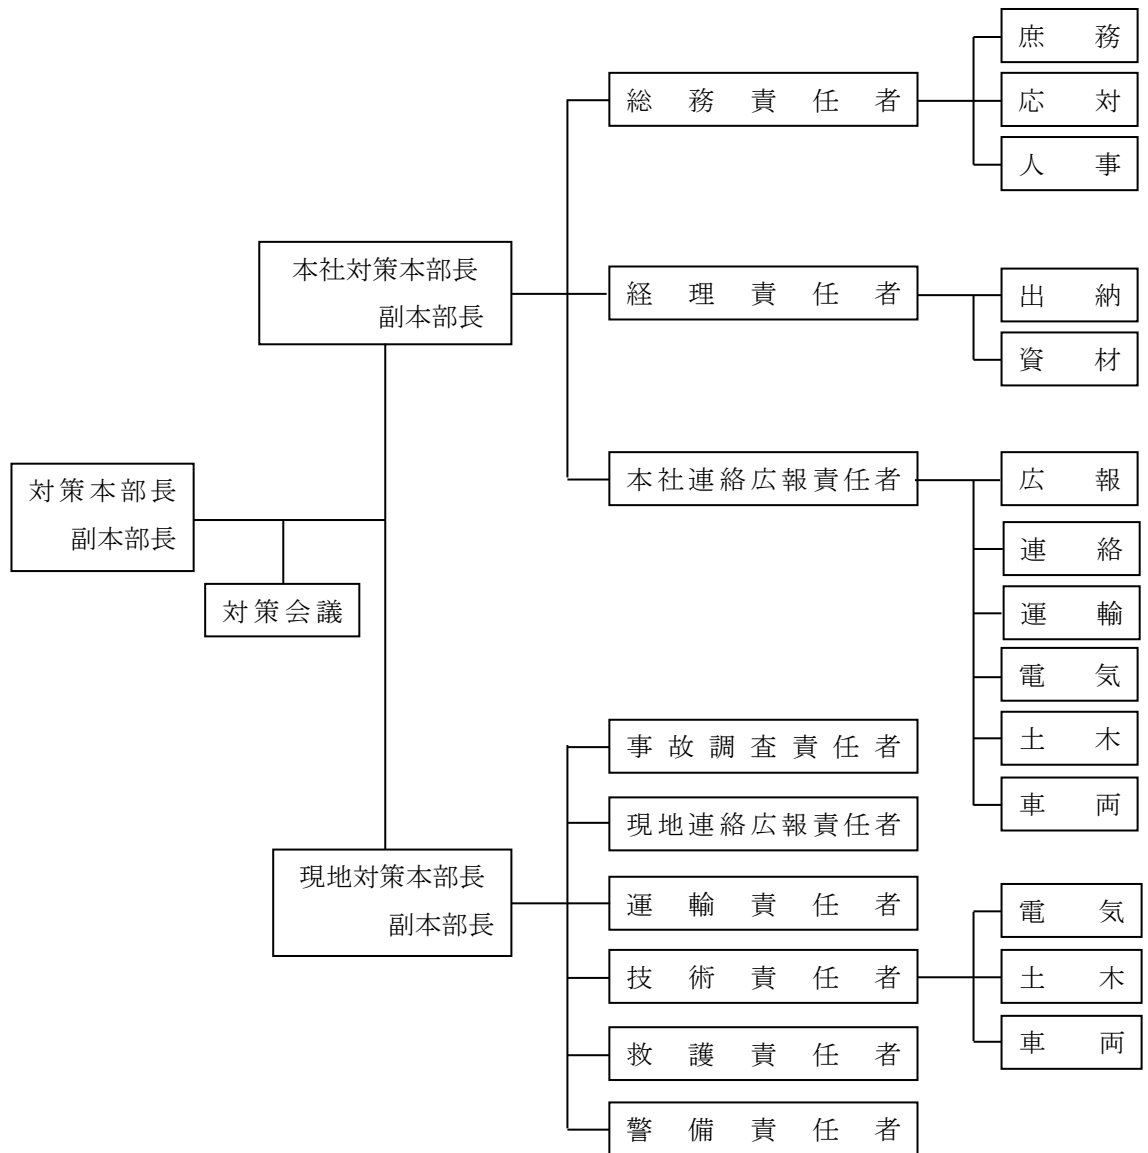 対策本部長
副本部長
対策会議
本社対策本部長
副本部長
総務責任者
庶務
応対
人事
経理責任者
出納
資材
本社連絡広報責任者
広報
連絡
運輸
電気
土木
車両
現地対策本部長
副本部長
事故調査責任者
現地連絡広報責任者
運輸責任者
技術責任者
電気
土木
車両
救護責任者
警備責任者